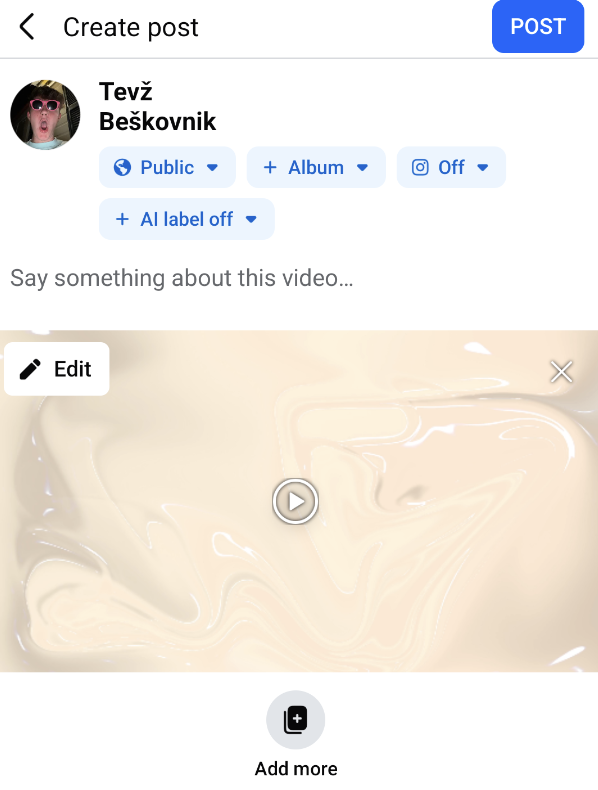 Create post
POST
Tevž
Beškovnik
Public
+ Album
Off
+ AI label off
Say something about this video...
Edit
Add more